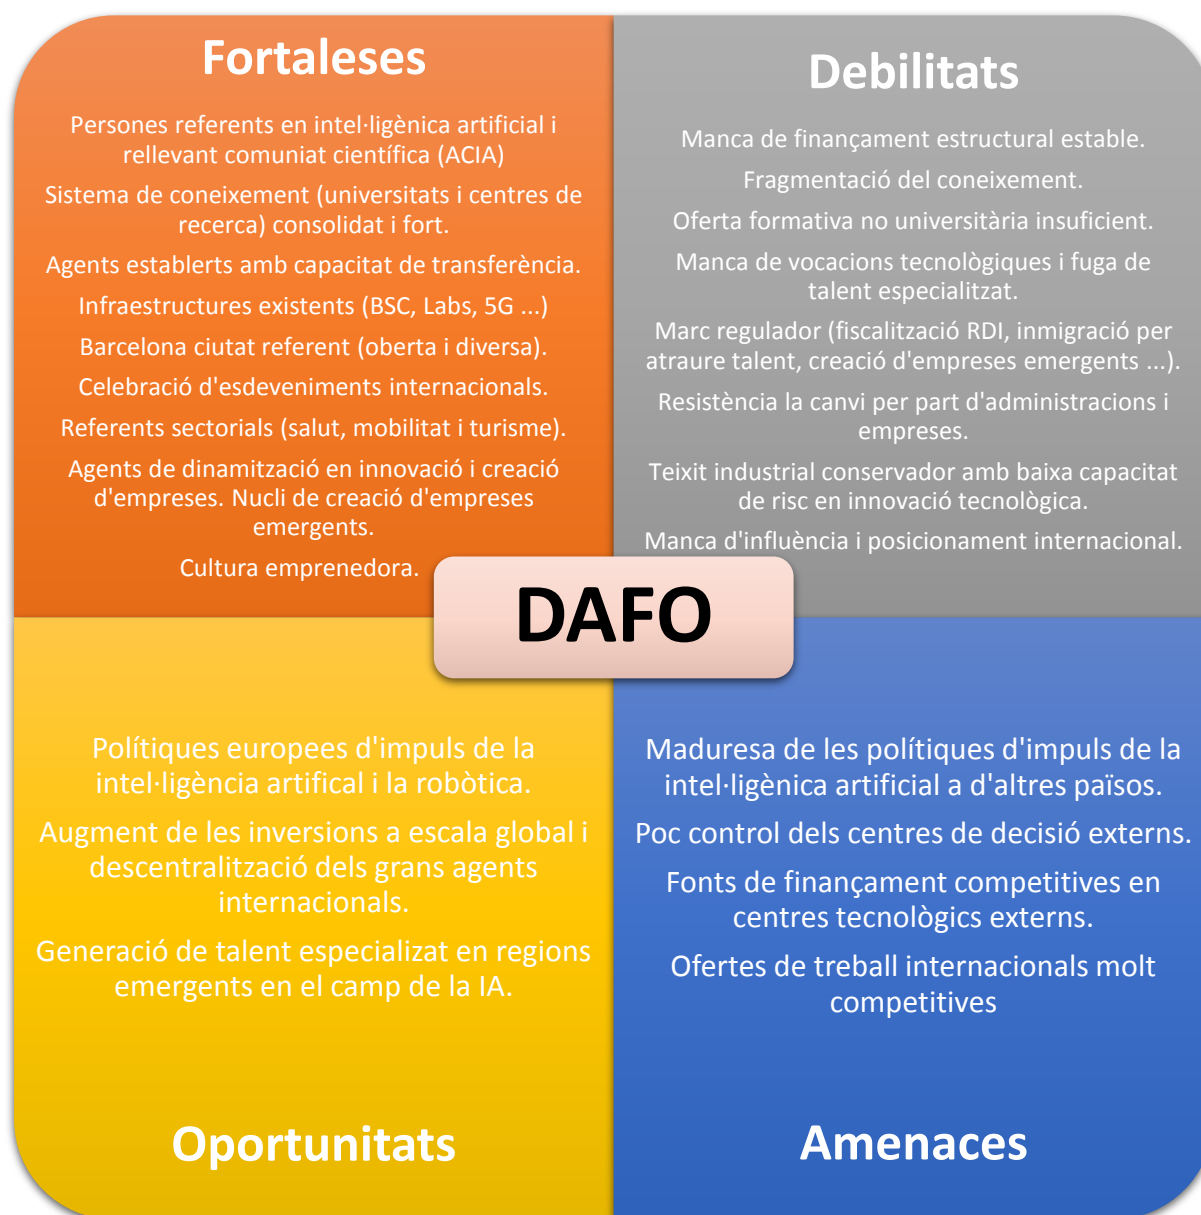 Fortaleses
Persones referents en intel·ligènica artificial i
rellevant comuniat científica (ACIA)
Sistema de coneixement (universitats i centres de
recerca) consolidat i fort.
Agents establerts amb capacitat de transferència.
Infraestructures existents (BSC, Labs, 5G ...)
Barcelona ciutat referent (oberta i diversa).
Celebració d'esdeveniments internacionals.
Referents sectorials (salut, mobilitat i turisme).
Agents de dinamització en innovació i creació
d'empreses. Nucli de creació d'empreses
emergents.
Cultura emprenedora.
Debilitats
Manca de finançament estructural estable.
Fragmentació del coneixement.
Oferta formativa no universitària insuficient.
Manca de vocacions tecnològiques i fuga de
talent especialitzat.
Marc regulador (fiscalització RDI, inmigració per
atraure talent, creació d'empreses emergents ...).
Resistència la canvi per part d'administracions i
empreses.
Teixit industrial conservador amb baixa capacitat
de risc en innovació tecnològica.
Manca d'influència i posicionament internacional.
DAFO
Polítiques europees d'impuls de la
intel·ligència artifical i la robòtica.
Augment de les inversions a escala global i
descentralització dels grans agents
internacionals.
Generació de talent especializat en regions
emergents en el camp de la IA.
Oportunitats
Maduresa de les polítiques d'impuls de la
intel·ligènica artificial a d'altres països.
Poc control dels centres de decisió externs.
Fonts de finançament competitives en
centres tecnològics externs.
Ofertes de treball internacionals molt
competitives
Amenaces